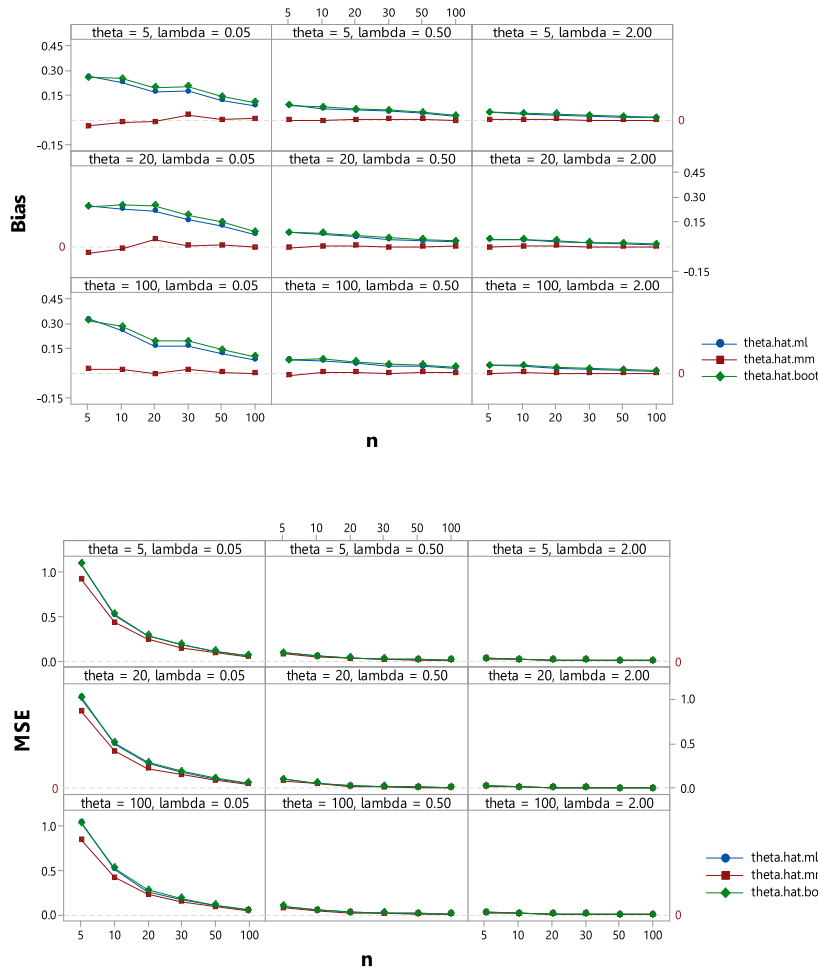 5 10 20 30 50 100
theta = 5, lambda = 0.05 theta = 5, lambda = 0.50 theta = 5, lambda = 2.00
0.45
0.30
0.15
-0.15
0
theta = 20, lambda = 0.05 theta = 20, lambda = 0.50 theta = 20, lambda = 2.00
0.45
0.30
0.15
-0.15
0
Bias
theta = 100, lambda = 0.05 theta = 100, lambda = 0.50 theta = 100, lambda = 2.00
0.45
0.30
0.15
-0.15
0
theta.hat.ml
theta.hat.mm
theta.hat.boot
5 10 20 30 50 100 5 10 20 30 50 100
n
5 10 20 30 50 100
theta = 5, lambda = 0.05 theta = 5, lambda = 0.50 theta = 5, lambda = 2.00
1.0
0.5
0.0
0
theta = 20, lambda = 0.05 theta = 20, lambda = 0.50 theta = 20, lambda = 2.00
1.0
0.5
0.0
0
MSE
theta = 100, lambda = 0.05 theta = 100, lambda = 0.50 theta = 100, lambda = 2.00
1.0
0.5
0.0
0
theta.hat.ml
theta.hat.mr
theta.hat.bo
5 10 20 30 50 100 5 10 20 30 50 100
n